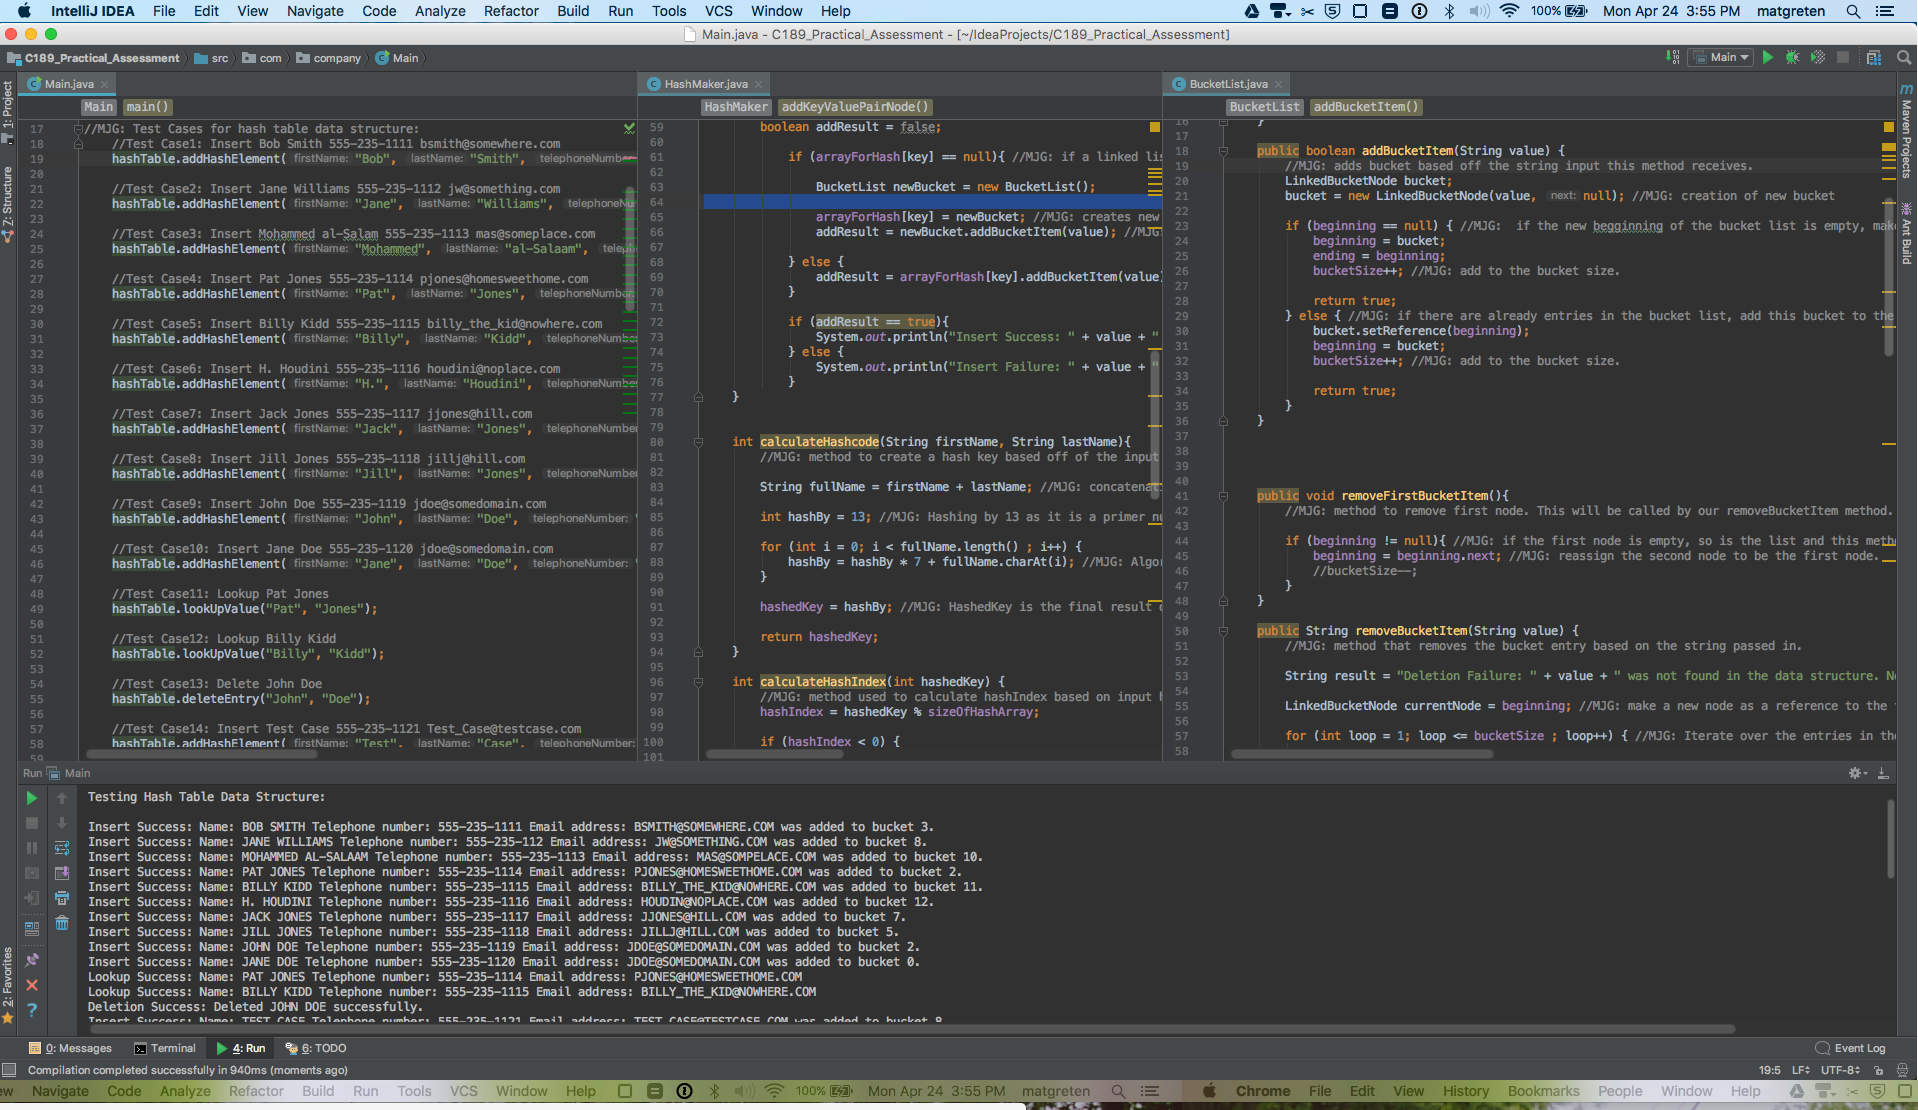 IntelliJ IDEA File Edit View Navigate Code Analyze Refactor Build Run Tools VCS Window Help 100% Mon Apr 24 3:55 PM matgreten
Main.java - C189_Practical_Assessment - [~/IdeaProjects/C189_Practical_Assessment]
C189_Practical_Assessment src com company Main Main
Main.java HashMaker.java BucketList.java
Main main() HashMaker addKeyValuePairNode() BucketList addBucketItem()
1: Project
Z: Structure
2: Favorites
17 //MJG: Test Cases for hash table data structure:
18 //Test Case1: Insert Bob Smith 555-235-1111 bsmith@somewhere.com
19 hashTable.addHashElement( firstName: "Bob", lastName: "Smith", telephoneNumbe
20
21 //Test Case2: Insert Jane Williams 555-235-1112 jw@something.com
22 hashTable.addHashElement( firstName: "Jane", lastName: "Williams", telephoneNu
23
24 //Test Case3: Insert Mohammed al-Salam 555-235-1113 mas@someplace.com
25 hashTable.addHashElement( firstName: "Mohammed", lastName: "al-Salaam", teleph
26
27 //Test Case4: Insert Pat Jones 555-235-1114 pjones@homesweethome.com
28 hashTable.addHashElement( firstName: "Pat", lastName: "Jones", telephoneNumber:
29
30 //Test Case5: Insert Billy Kidd 555-235-1115 billy_the_kid@nowhere.com
31 hashTable.addHashElement( firstName: "Billy", lastName: "Kidd", telephoneNumbe
32
33 //Test Case6: Insert H. Houdini 555-235-1116 houdini@noplace.com
34 hashTable.addHashElement( firstName: "H.", lastName: "Houdini", telephoneNumbe
35
36 //Test Case7: Insert Jack Jones 555-235-1117 jjones@hill.com
37 hashTable.addHashElement( firstName: "Jack", lastName: "Jones", telephoneNumbe
38
39 //Test Case8: Insert Jill Jones 555-235-1118 jillj@hill.com
40 hashTable.addHashElement( firstName: "Jill", lastName: "Jones", telephoneNumbe
41
42 //Test Case9: Insert John Doe 555-235-1119 jdoe@somedomain.com
43 hashTable.addHashElement( firstName: "John", lastName: "Doe", telephoneNumber: "
44
45 //Test Case10: Insert Jane Doe 555-235-1120 jdoe@somedomain.com
46 hashTable.addHashElement( firstName: "Jane", lastName: "Doe", telephoneNumber: "
47
48 //Test Case11: Lookup Pat Jones
49 hashTable.lookUpValue("Pat", "Jones");
50
51 //Test Case12: Lookup Billy Kidd
52 hashTable.lookUpValue("Billy", "Kidd");
53
54 //Test Case13: Delete John Doe
55 hashTable.deleteEntry("John", "Doe");
56
57 //Test Case14: Insert Test Case 555-235-1121 Test_Case@testcase.com
58 hashTable.addHashElement( firstName: "Test", lastName: "Case", telephoneNumber:
59
59 boolean addResult = false;
60
61 if (arrayForHash[key] == null){ //MJG: if a linked lis
62
63 BucketList newBucket = new BucketList();
64
65 arrayForHash[key] = newBucket; //MJG: creates new
66 addResult = newBucket.addBucketItem(value); //MJG
67
68 } else {
69 addResult = arrayForHash[key].addBucketItem(value)
70 }
71
72 if (addResult == true){
73 System.out.println("Insert Success: " + value + "
74 } else {
75 System.out.println("Insert Failure: " + value + "
76 }
77 }
78
79
80 int calculateHashcode(String firstName, String lastName){
81 //MJG: method to create a hash key based off of the input
82
83 String fullName = firstName + lastName; //MJG: concatenati
84
85 int hashBy = 13; //MJG: Hashing by 13 as it is a primer nu
86
87 for (int i = 0; i < fullName.length() ; i++) {
88 hashBy = hashBy * 7 + fullName.charAt(i); //MJG: Algor
89 }
90
91 hashedKey = hashBy; //MJG: HashedKey is the final result o
92
93 return hashedKey;
94 }
95
96 int calculateHashIndex(int hashedKey) {
97 //MJG: method used to calculate hashIndex based on input h
98 hashIndex = hashedKey % sizeOfHashArray;
99
100 if (hashIndex < 0) {
101
16 }
17
18 public boolean addBucketItem(String value) {
19 //MJG: adds bucket based off the string input this method receives.
20 LinkedBucketNode bucket;
21 bucket = new LinkedBucketNode(value, next: null); //MJG: creation of new bucket
22
23 if (beginning == null) { //MJG: if the new begginning of the bucket list is empty, mak
24 beginning = bucket;
25 ending = beginning;
26 bucketSize++; //MJG: add to the bucket size.
27
28 return true;
29 } else { //MJG: if there are already entries in the bucket list, add this bucket to the
30 bucket.setReference(beginning);
31 beginning = bucket;
32 bucketSize++; //MJG: add to the bucket size.
33
34 return true;
35 }
36 }
37
38
39
40
41 public void removeFirstBucketItem(){
42 //MJG: method to remove first node. This will be called by our removeBucketItem method.
43
44 if (beginning != null){ //MJG: if the first node is empty, so is the list and this meth
45 beginning = beginning.next; //MJG: reassign the second node to be the first node.
46 //bucketSize--;
47 }
48 }
49
50 public String removeBucketItem(String value) {
51 //MJG: method that removes the bucket entry based on the string passed in.
52
53 String result = "Deletion Failure: " + value + " was not found in the data structure. No
54
55 LinkedBucketNode currentNode = beginning; //MJG: make a new node as a reference to the
56
57 for (int loop = 1; loop <= bucketSize ; loop++) { //MJG: Iterate over the entries in the
58
Maven Projects
Ant Build
Run Main
Testing Hash Table Data Structure:
Insert Success: Name: BOB SMITH Telephone number: 555-235-1111 Email address: BSMITH@SOMEWHERE.COM was added to bucket 3.
Insert Success: Name: JANE WILLIAMS Telephone number: 555-235-112 Email address: JW@SOMETHING.COM was added to bucket 8.
Insert Success: Name: MOHAMMED AL-SALAAM Telephone number: 555-235-1113 Email address: MAS@SOMPELACE.COM was added to bucket 10.
Insert Success: Name: PAT JONES Telephone number: 555-235-1114 Email address: PJONES@HOMESWEETHOME.COM was added to bucket 2.
Insert Success: Name: BILLY KIDD Telephone number: 555-235-1115 Email address: BILLY_THE_KID@NOWHERE.COM was added to bucket 11.
Insert Success: Name: H. HOUDINI Telephone number: 555-235-1116 Email address: HOUDIN@NOPLACE.COM was added to bucket 12.
Insert Success: Name: JACK JONES Telephone number: 555-235-1117 Email address: JJONES@HILL.COM was added to bucket 7.
Insert Success: Name: JILL JONES Telephone number: 555-235-1118 Email address: JILLJ@HILL.COM was added to bucket 5.
Insert Success: Name: JOHN DOE Telephone number: 555-235-1119 Email address: JDOE@SOMEDOMAIN.COM was added to bucket 2.
Insert Success: Name: JANE DOE Telephone number: 555-235-1120 Email address: JDOE@SOMEDOMAIN.COM was added to bucket 0.
Lookup Success: Name: PAT JONES Telephone number: 555-235-1114 Email address: PJONES@HOMESWEETHOME.COM
Lookup Success: Name: BILLY KIDD Telephone number: 555-235-1115 Email address: BILLY_THE_KID@NOWHERE.COM
Deletion Success: Deleted JOHN DOE successfully.
Insert Success: Name: TEST CASE Telephone number: 555-235-1121 Email address: TEST_CASE@TESTCASE.COM was added to bucket 8
0: Messages Terminal 4: Run 6: TODO Event Log
Compilation completed successfully in 940ms (moments ago) 19:5 LF UTF-8
ew Navigate Code Analyze Refactor Build Run Tools VCS Window Help 100% Mon Apr 24 3:55 PM matgreten Chrome File Edit View History Bookmarks People Window Help